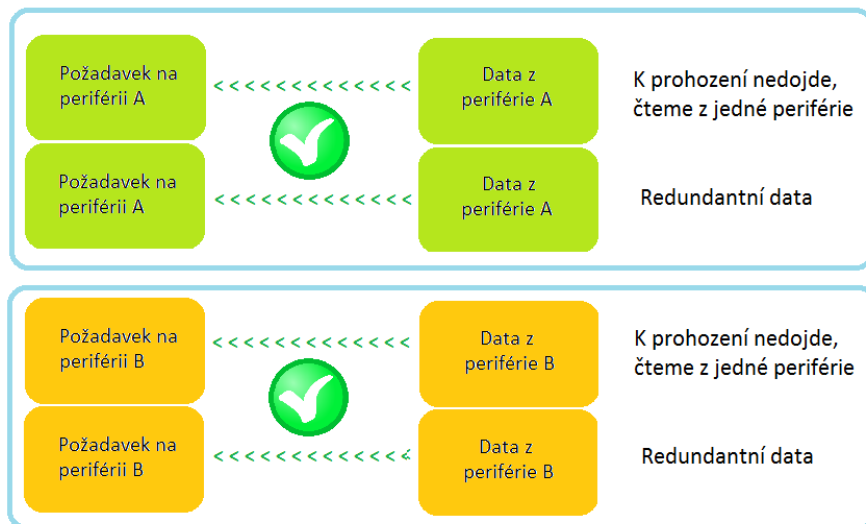 Požadavek na
periférii A
< < < < < < < < < < < < <
Data z
periférie A
K prohození nedojde,
čteme z jedné periférie
Požadavek na
periférii A
< < < < < < < < < < < < <
Data z
periférie A
Redundantní data
Požadavek na
periférii B
< < < < < < < < < < < < <
Data z
periférie B
K prohození nedojde,
čteme z jedné periférie
Požadavek na
periférii B
< < < < < < < < < < < < <
Data z
periférie B
Redundantní data